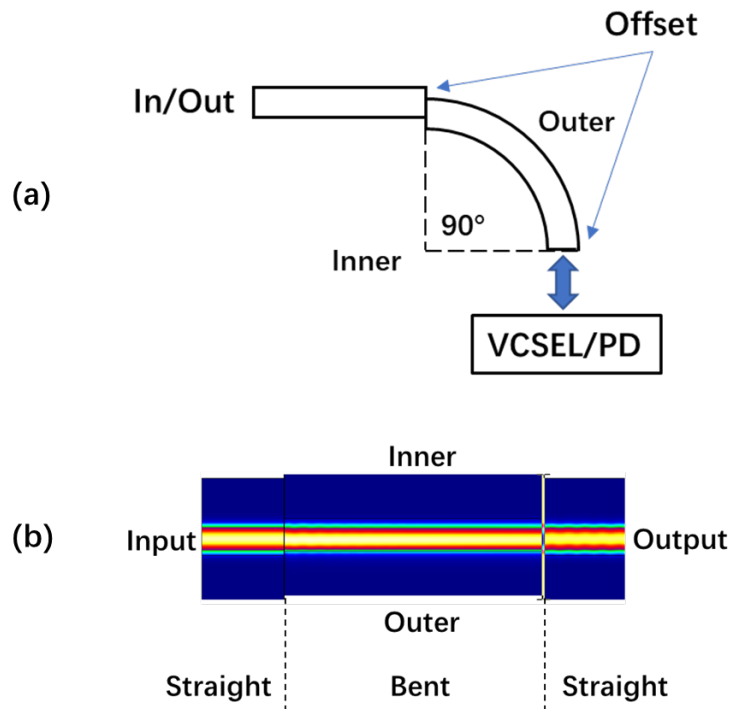 Offset
In/Out
Outer
(a)
90°
Inner
VCSEL/PD
Inner
(b)
Input
Output
Outer
Straight
Bent
Straight